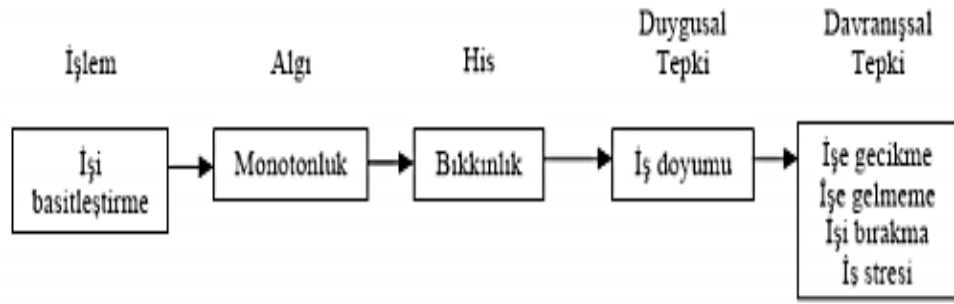 İşlem
Algı
His
Duygusal
Tepki
Davranışsal
Tepki
İşi
basitleştirme
Monotonluk
Bıkkınlık
İş doyumu
İşe gecikme
İşe gelmeme
İşi bırakma
İş stresi